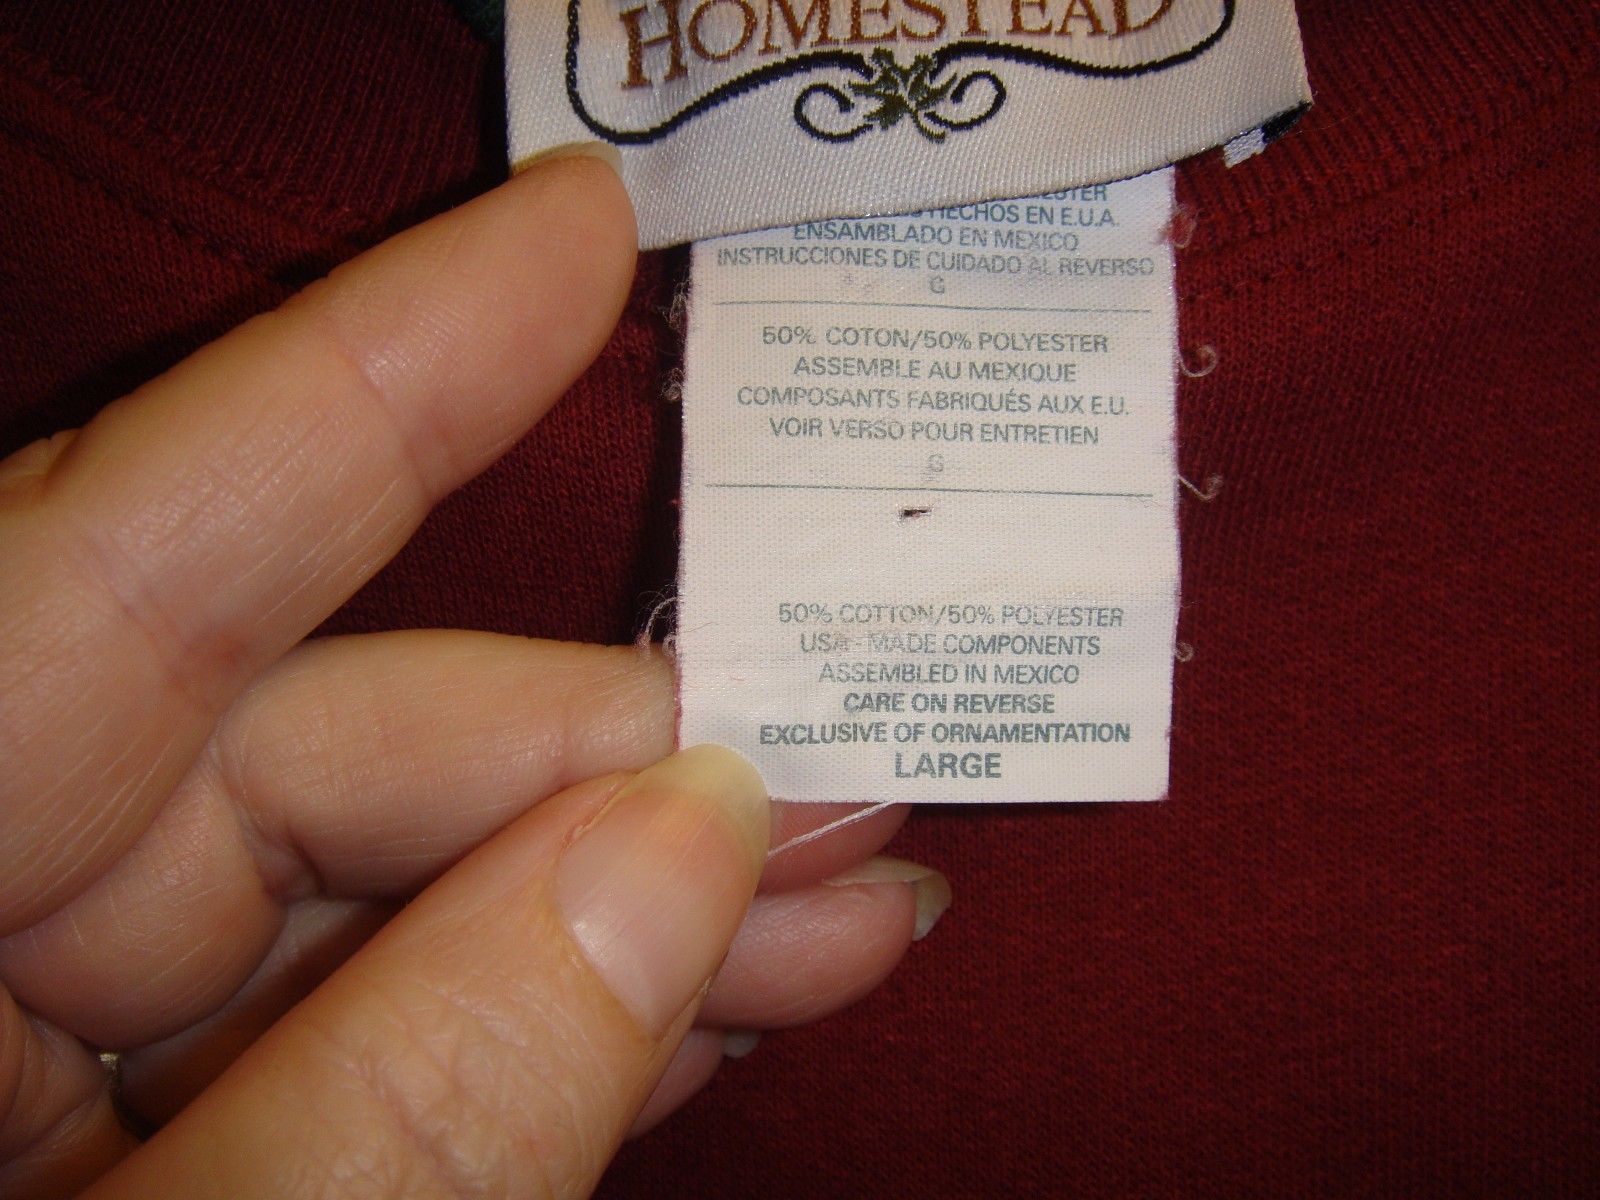 HOMESTEAD
HECHOS EN E.U.A.
ENSAMBLADO EN MEXICO
INSTRUCCIONES DE CUIDADO AL REVERSO
G
50% COTON/50% POLYESTER
ASSEMBLE AU MEXIQUE
COMPOSANTS FABRIQUÉS AUX E.U.
VOIR VERSO POUR ENTRETIEN
G
50% COTTON/50% POLYESTER
USA - MADE COMPONENTS
ASSEMBLED IN MEXICO
CARE ON REVERSE
EXCLUSIVE OF ORNAMENTATION
LARGE